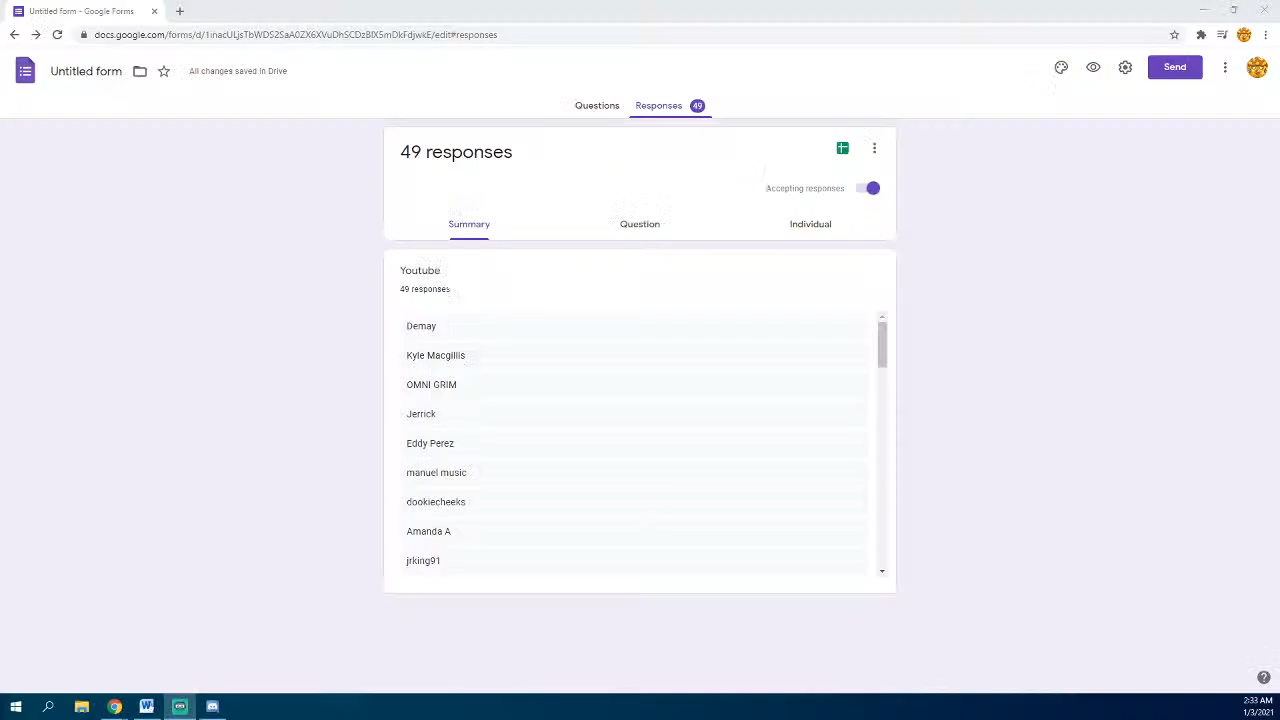 Untitled form - Google Forms
docs.google.com/forms/d/1inacULjsTbWDS2SaA0ZX6XVuDhSCDzBlX5mDkFdjwkE/edit#responses
Untitled form
All changes saved in Drive
Send
Questions
Responses 49
49 responses
Accepting responses
Summary
Question
Individual
Youtube
49 responses
Demay
Kyle Macgillis
OMNI GRIM
Jerrick
Eddy Perez
manuel music
dookiecheeks
Amanda A
jrking91
2:33 AM
1/3/2021